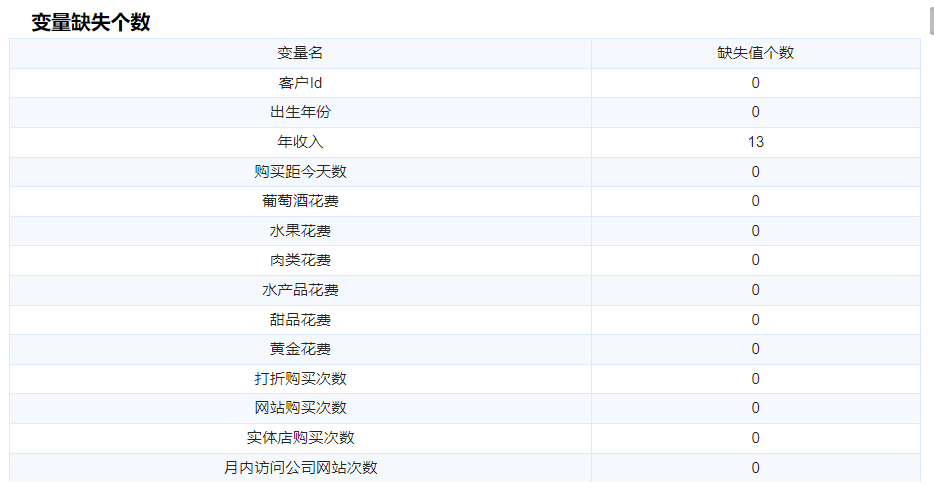 变量缺失个数
变量名 缺失值个数
客户Id 0
出生年份 0
年收入 13
购买距今天数 0
葡萄酒花费 0
水果花费 0
肉类花费 0
水产品花费 0
甜品花费 0
黄金花费 0
打折购买次数 0
网站购买次数 0
实体店购买次数 0
月内访问公司网站次数 0